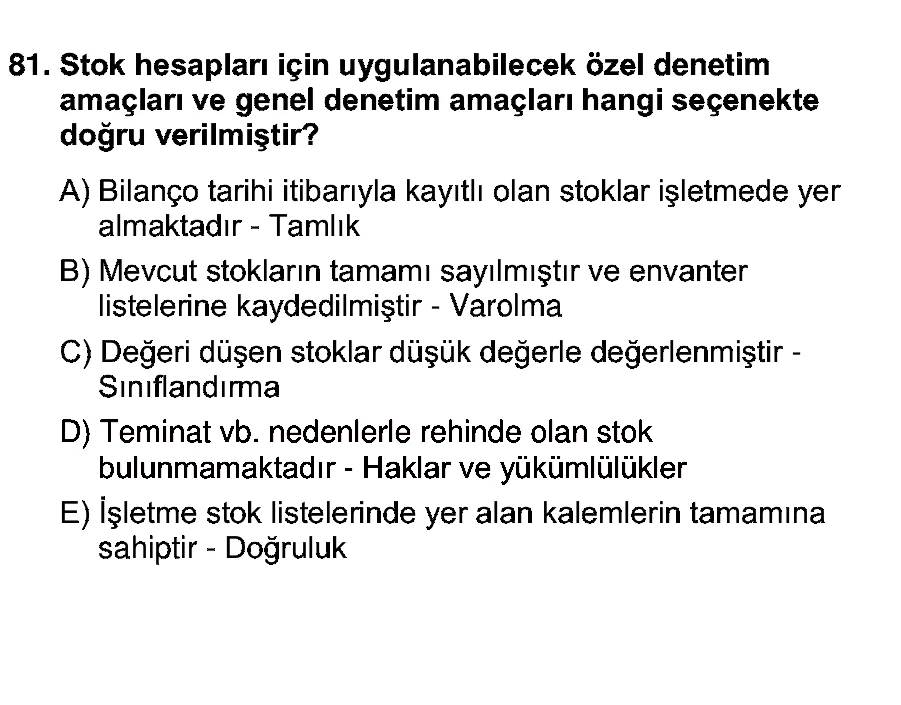 81. Stok hesapları için uygulanabilecek özel denetim
amaçları ve genel denetim amaçları hangi seçenekte
doğru verilmiştir?
A) Bilanço tarihi itibarıyla kayıtlı olan stoklar işletmede yer
almaktadır - Tamlık
B) Mevcut stokların tamamı sayılmıştır ve envanter
listelerine kaydedilmiştir - Varolma
C) Değeri düşen stoklar düşük değerle değerlenmiştir -
Sınıflandırma
D) Teminat vb. nedenlerle rehinde olan stok
bulunmamaktadır - Haklar ve yükümlülükler
E) İşletme stok listelerinde yer alan kalemlerin tamamına
sahiptir - Doğruluk